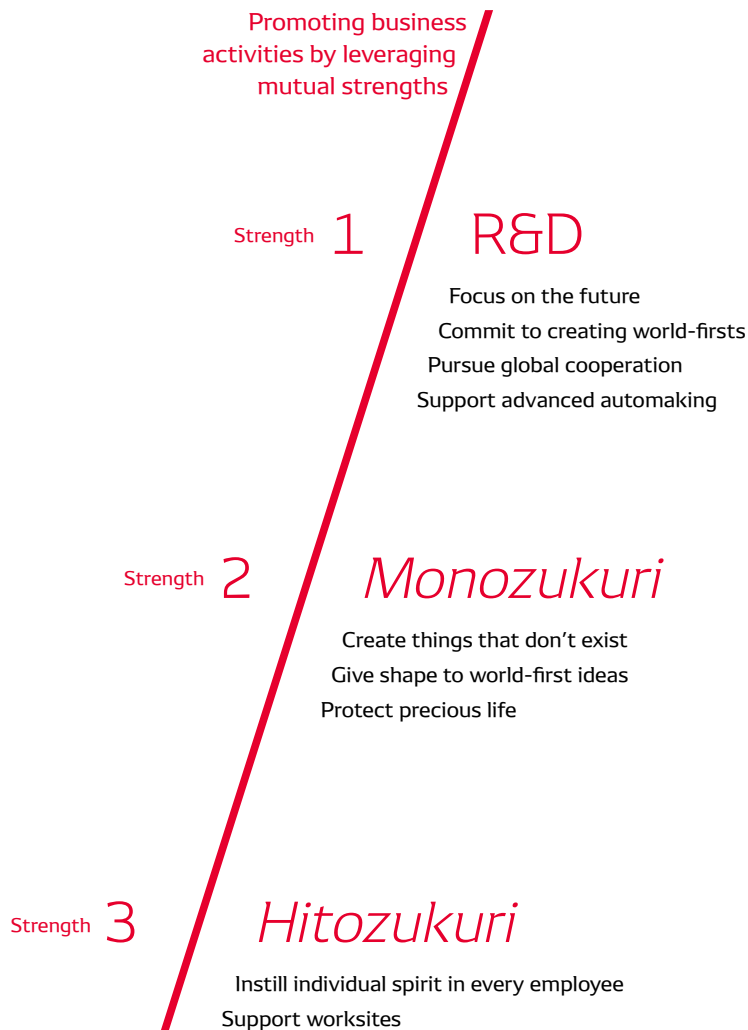 Promoting business
activities by leveraging
mutual strengths
Strength 1 R&D
Focus on the future
Commit to creating world-firsts
Pursue global cooperation
Support advanced automaking
Strength 2 Monozukuri
Create things that don’t exist
Give shape to world-first ideas
Protect precious life
Strength 3 Hitozukuri
Instill individual spirit in every employee
Support worksites